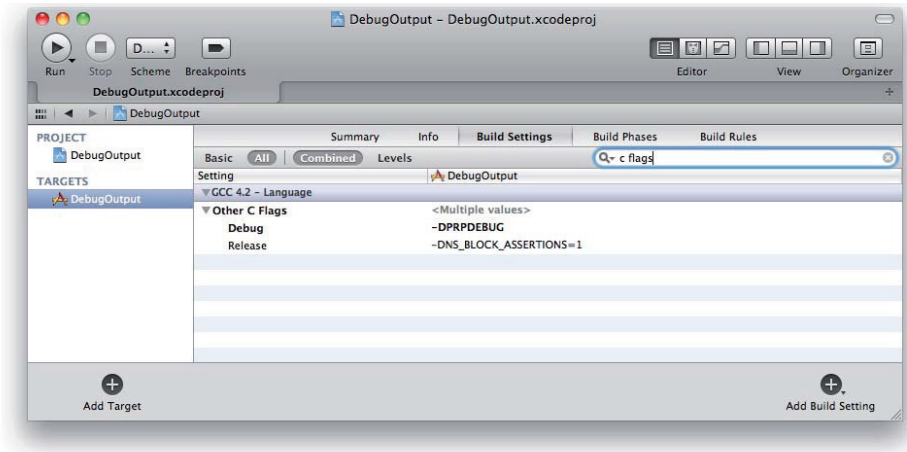 DebugOutput – DebugOutput.xcodeproj
D...
Run Stop Scheme Breakpoints Editor View Organizer
DebugOutput.xcodeproj
DebugOutput
PROJECT
DebugOutput
TARGETS
DebugOutput
Summary Info Build Settings Build Phases Build Rules
Basic All Combined Levels c flags
Setting DebugOutput
GCC 4.2 – Language
Other C Flags <Multiple values>
Debug -DPRPDEBUG
Release -DNS_BLOCK_ASSERTIONS=1
Add Target Add Build Setting